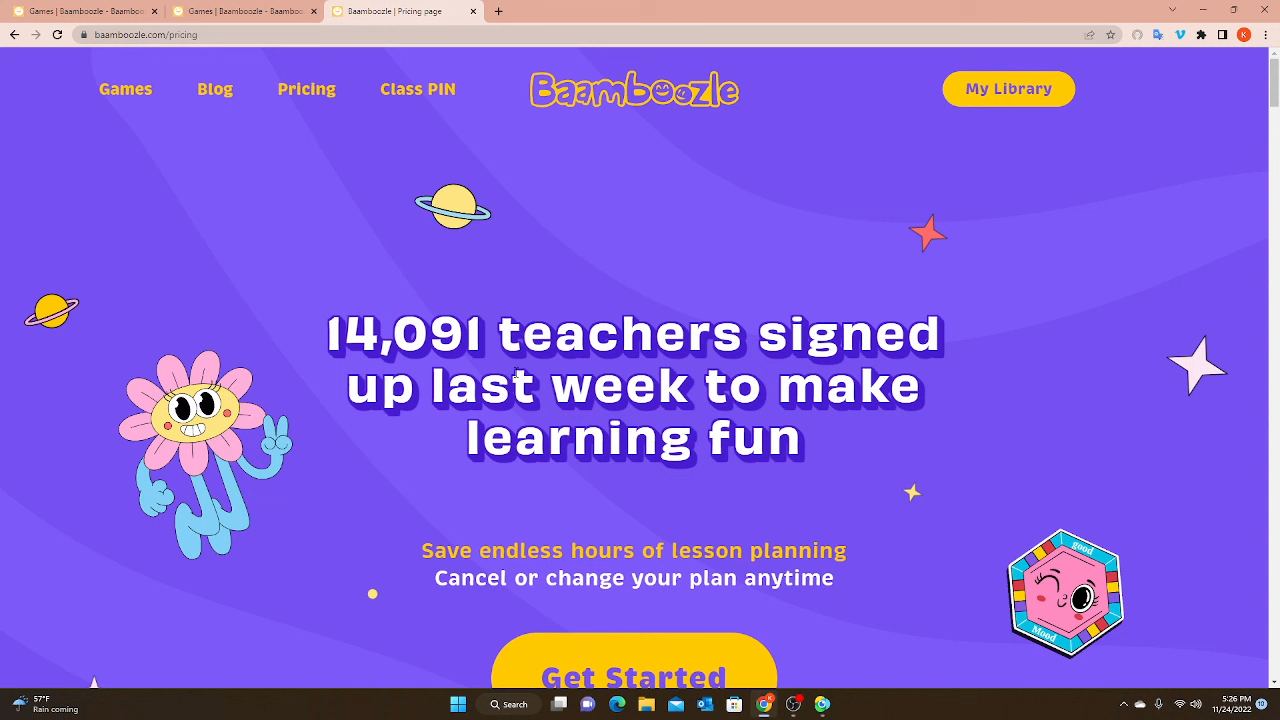 Games | Baamboozle - Baamboo
Games | Baamboozle - Baamboo
Baamboozle | Pricing page
baamboozle.com/pricing
K
Games
Blog
Pricing
Class PIN
Baamboozle
My Library
14,091 teachers signed
up last week to make
learning fun
good
Mood
Save endless hours of lesson planning
Cancel or change your plan anytime
Get Started
57°F
Rain coming
Search
5:26 PM
11/24/2022